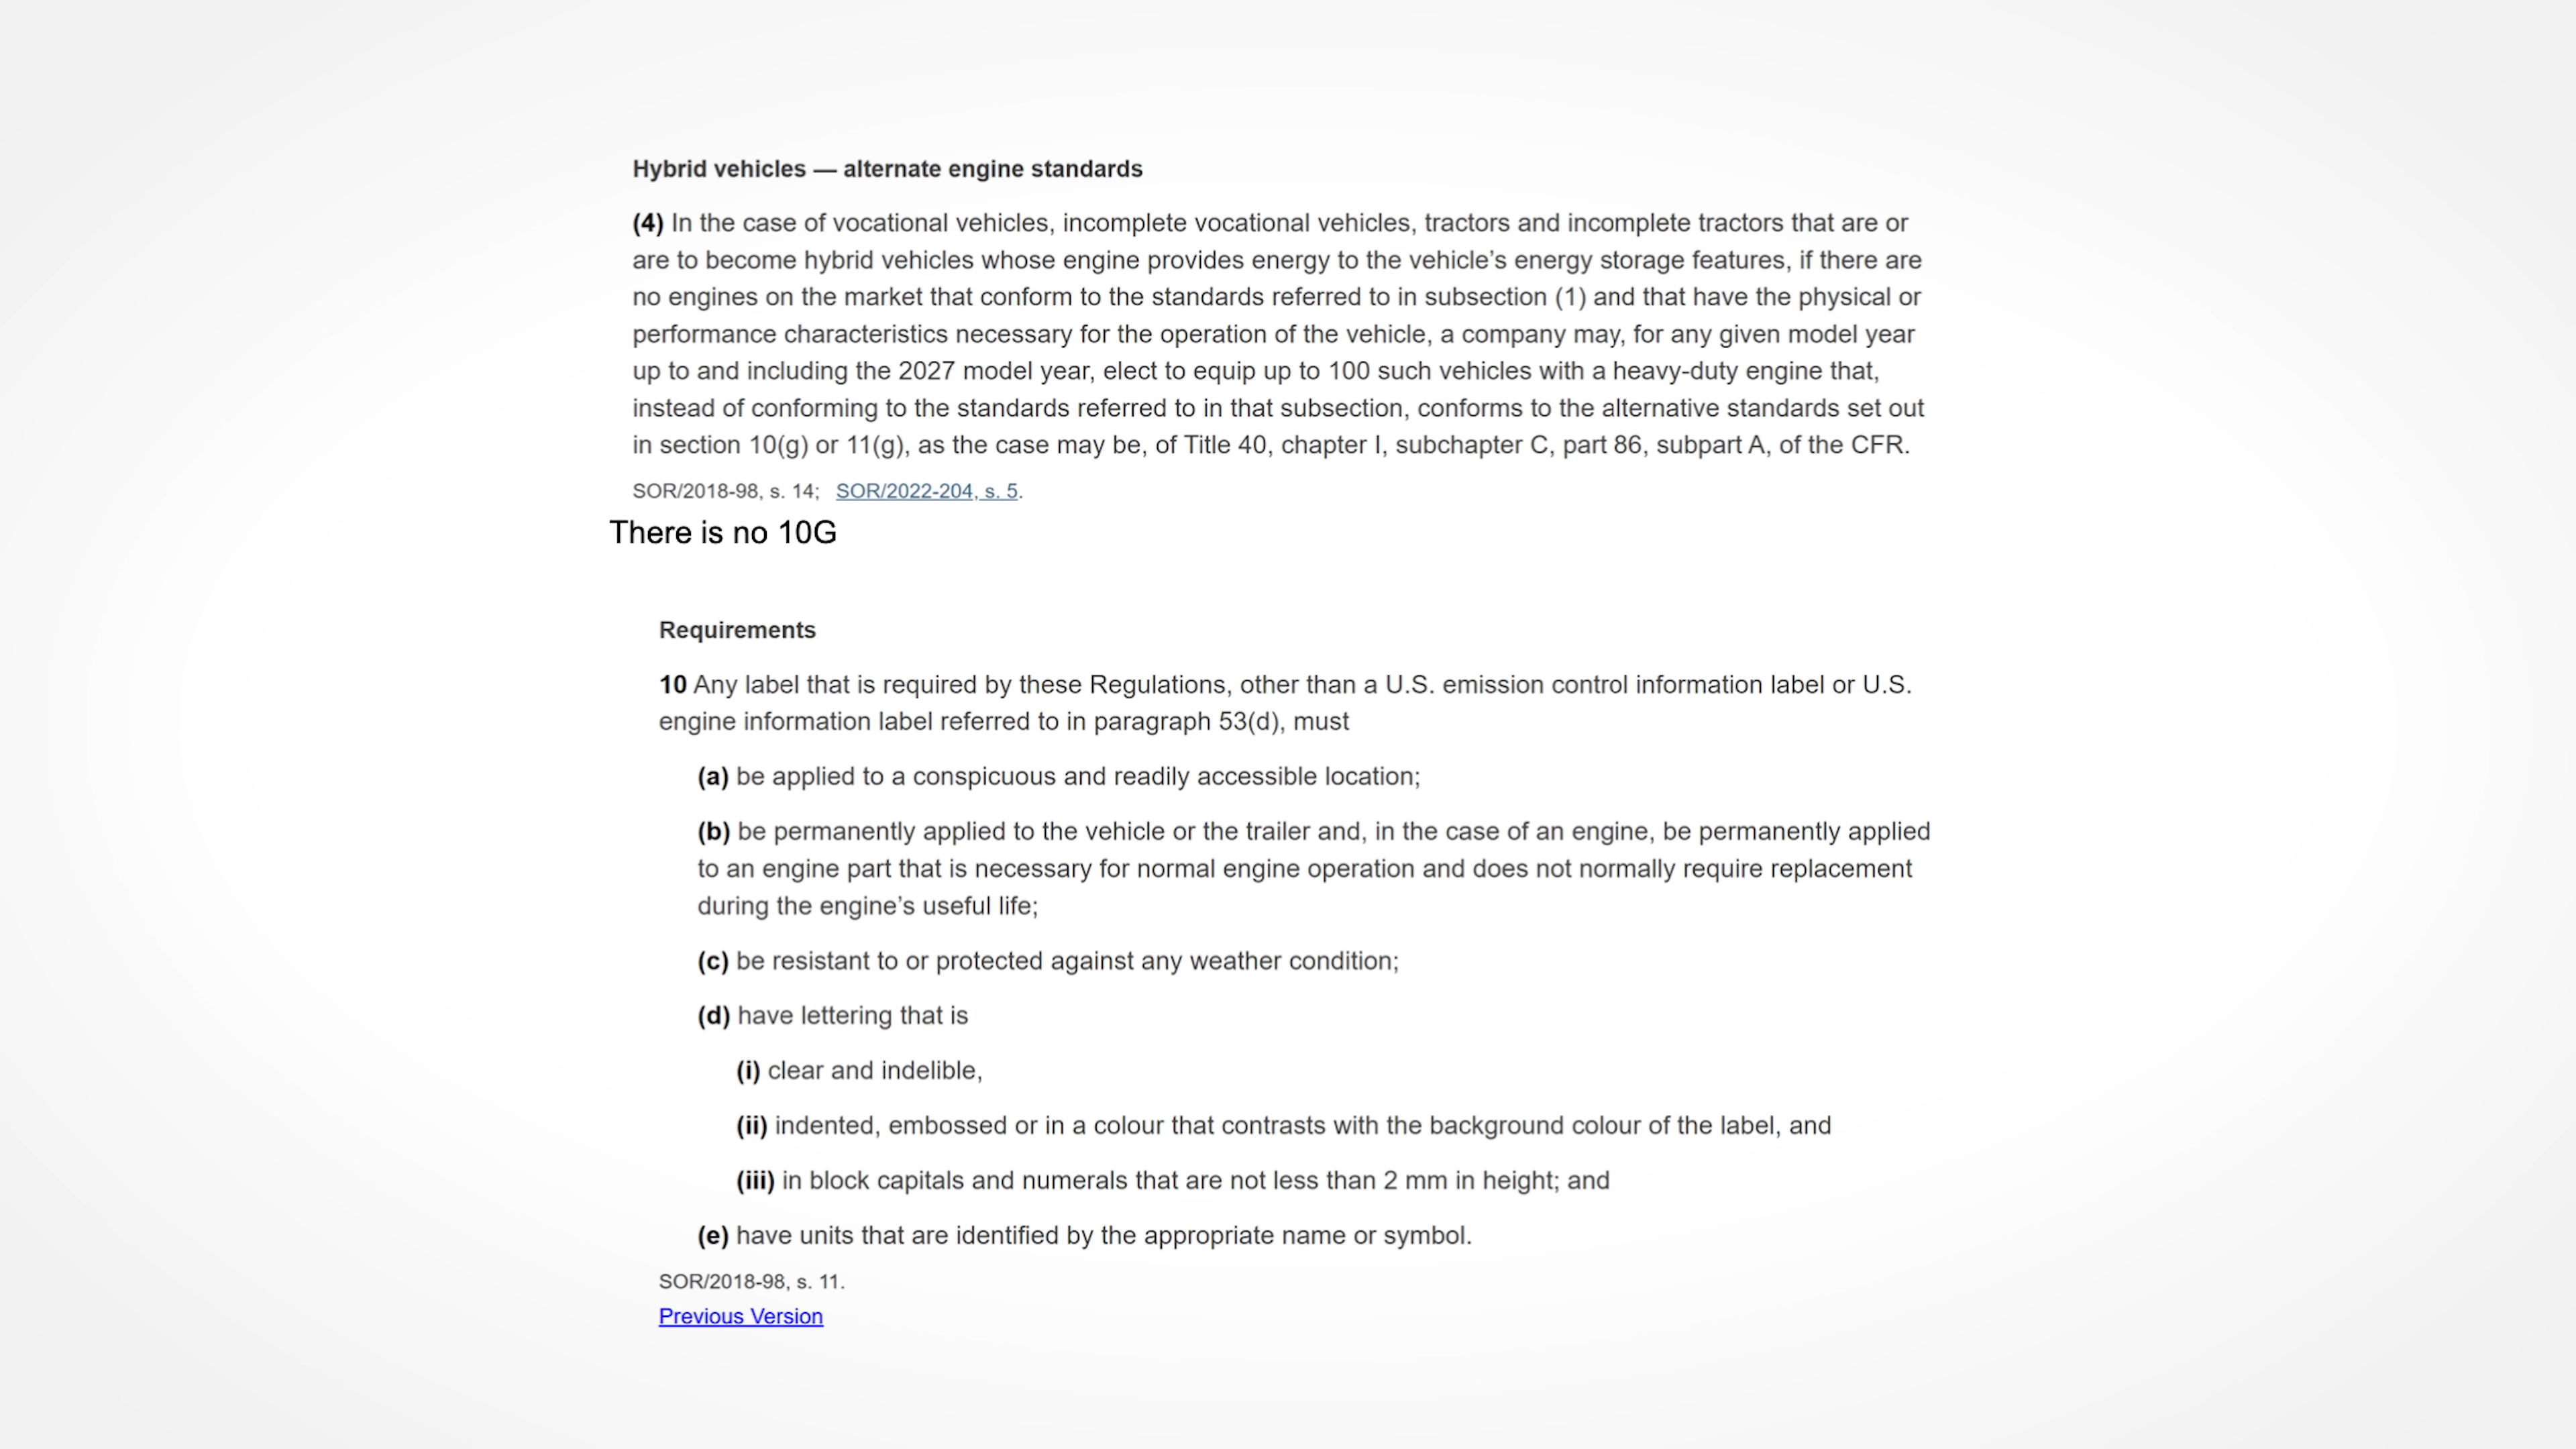 Hybrid vehicles — alternate engine standards
(4) In the case of vocational vehicles, incomplete vocational vehicles, tractors and incomplete tractors that are or
are to become hybrid vehicles whose engine provides energy to the vehicle’s energy storage features, if there are
no engines on the market that conform to the standards referred to in subsection (1) and that have the physical or
performance characteristics necessary for the operation of the vehicle, a company may, for any given model year
up to and including the 2027 model year, elect to equip up to 100 such vehicles with a heavy-duty engine that,
instead of conforming to the standards referred to in that subsection, conforms to the alternative standards set out
in section 10(g) or 11(g), as the case may be, of Title 40, chapter I, subchapter C, part 86, subpart A, of the CFR.
SOR/2018-98, s. 14; SOR/2022-204, s. 5.
There is no 10G
Requirements
10 Any label that is required by these Regulations, other than a U.S. emission control information label or U.S.
engine information label referred to in paragraph 53(d), must
(a) be applied to a conspicuous and readily accessible location;
(b) be permanently applied to the vehicle or the trailer and, in the case of an engine, be permanently applied
to an engine part that is necessary for normal engine operation and does not normally require replacement
during the engine’s useful life;
(c) be resistant to or protected against any weather condition;
(d) have lettering that is
(i) clear and indelible,
(ii) indented, embossed or in a colour that contrasts with the background colour of the label, and
(iii) in block capitals and numerals that are not less than 2 mm in height; and
(e) have units that are identified by the appropriate name or symbol.
SOR/2018-98, s. 11.
Previous Version